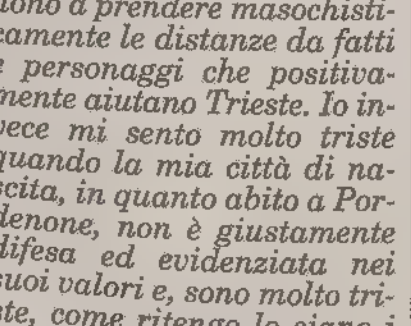 a prendere masochisti-
camente le distanze da fatti
e personaggi che positiva-
mente aiutano Trieste. Io in-
vece mi sento molto triste
quando la mia città di na-
scita, in quanto abito a Por-
denone, non è giustamente
difesa ed evidenziata nei
suoi valori e, sono molto tri-
ste, come ritengo lo siano i